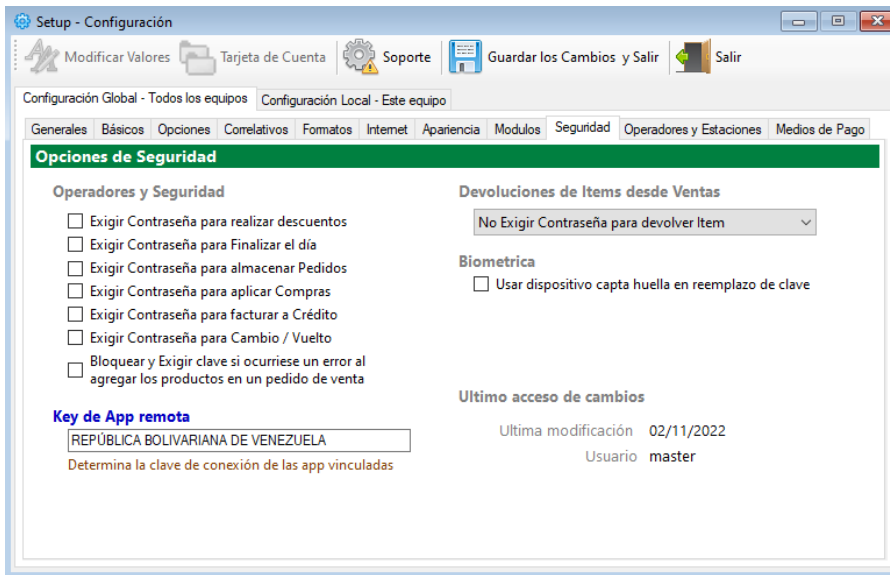 Setup - Configuración
Modificar Valores Tarjeta de Cuenta Soporte Guardar los Cambios y Salir Salir
Configuración Global - Todos los equipos Configuración Local - Este equipo
Generales Básicos Opciones Correlativos Formatos Internet Apariencia Modulos Seguridad Operadores y Estaciones Medios de Pago
Opciones de Seguridad
Operadores y Seguridad
Exigir Contraseña para realizar descuentos
Exigir Contraseña para Finalizar el día
Exigir Contraseña para almacenar Pedidos
Exigir Contraseña para aplicar Compras
Exigir Contraseña para facturar a Crédito
Exigir Contraseña para Cambio / Vuelto
Bloquear y Exigir clave si ocurriese un error al
agregar los productos en un pedido de venta
Key de App remota
REPÚBLICA BOLIVARIANA DE VENEZUELA
Determina la clave de conexión de las app vinculadas
Devoluciones de Items desde Ventas
No Exigir Contraseña para devolver Item
Biometrica
Usar dispositivo capta huella en reemplazo de clave
Ultimo acceso de cambios
Ultima modificación 02/11/2022
Usuario master